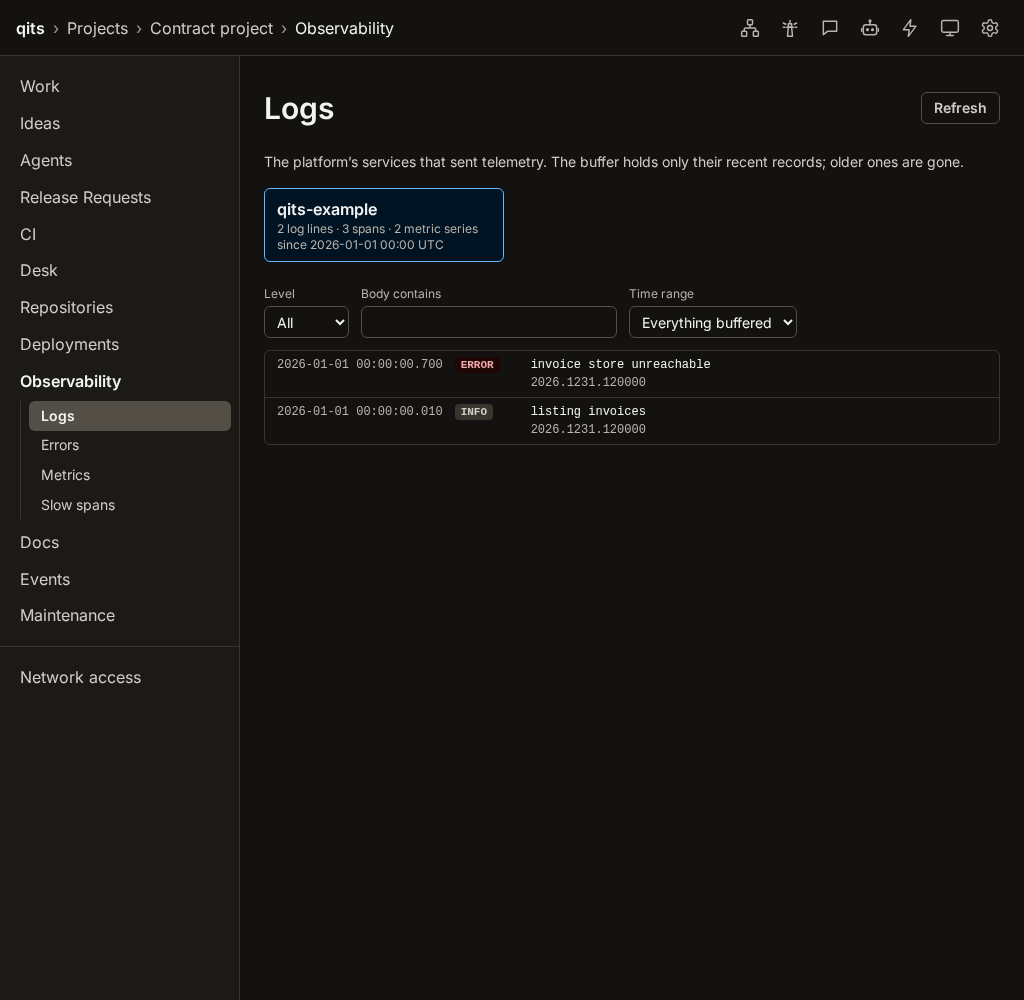 qits › Projects › Contract project › Observability
Work
Ideas
Agents
Release Requests
CI
Desk
Repositories
Deployments
Observability
Logs
Errors
Metrics
Slow spans
Docs
Events
Maintenance
Network access
Logs
Refresh
The platform’s services that sent telemetry. The buffer holds only their recent records; older ones are gone.
qits-example
2 log lines · 3 spans · 2 metric series
since 2026-01-01 00:00 UTC
Level
Body contains
Time range
All
Everything buffered
2026-01-01 00:00:00.700 ERROR invoice store unreachable
2026.1231.120000
2026-01-01 00:00:00.010 INFO listing invoices
2026.1231.120000